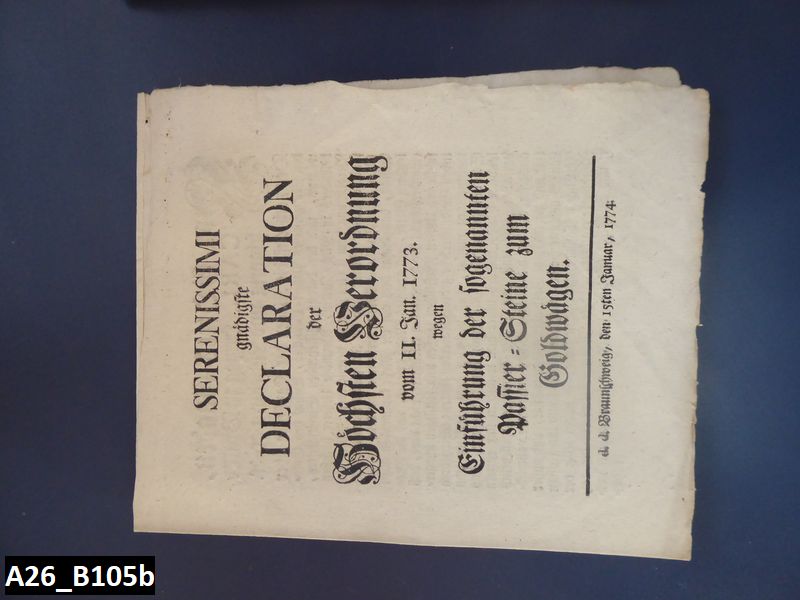 SERENISSIMI
gnädigste
DECLARATION
der
Höchsten Verordnung
vom 11. Jan. 1773.
wegen
Einführung der sogenannten
Passier-Steine zum
Goldwägen.
d. d. Braunschweig, den 15ten Januar, 1774.
A26_B105b